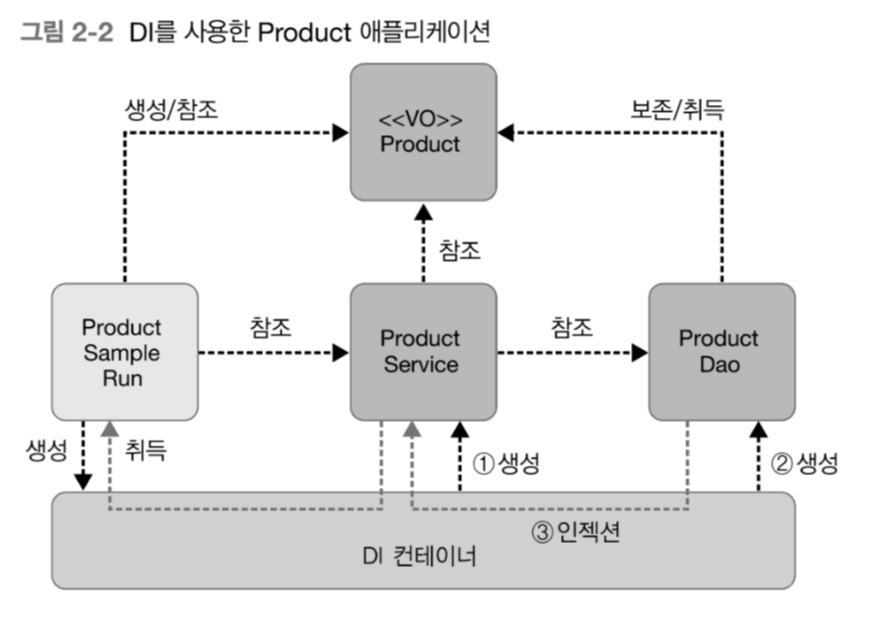 그림 2-2 DI를 사용한 Product 애플리케이션
생성/참조
<<VO>>
Product
보존/취득
참조
Product
Sample
Run
참조
Product
Service
참조
Product
Dao
생성
취득
①생성
②생성
③인젝션
DI 컨테이너